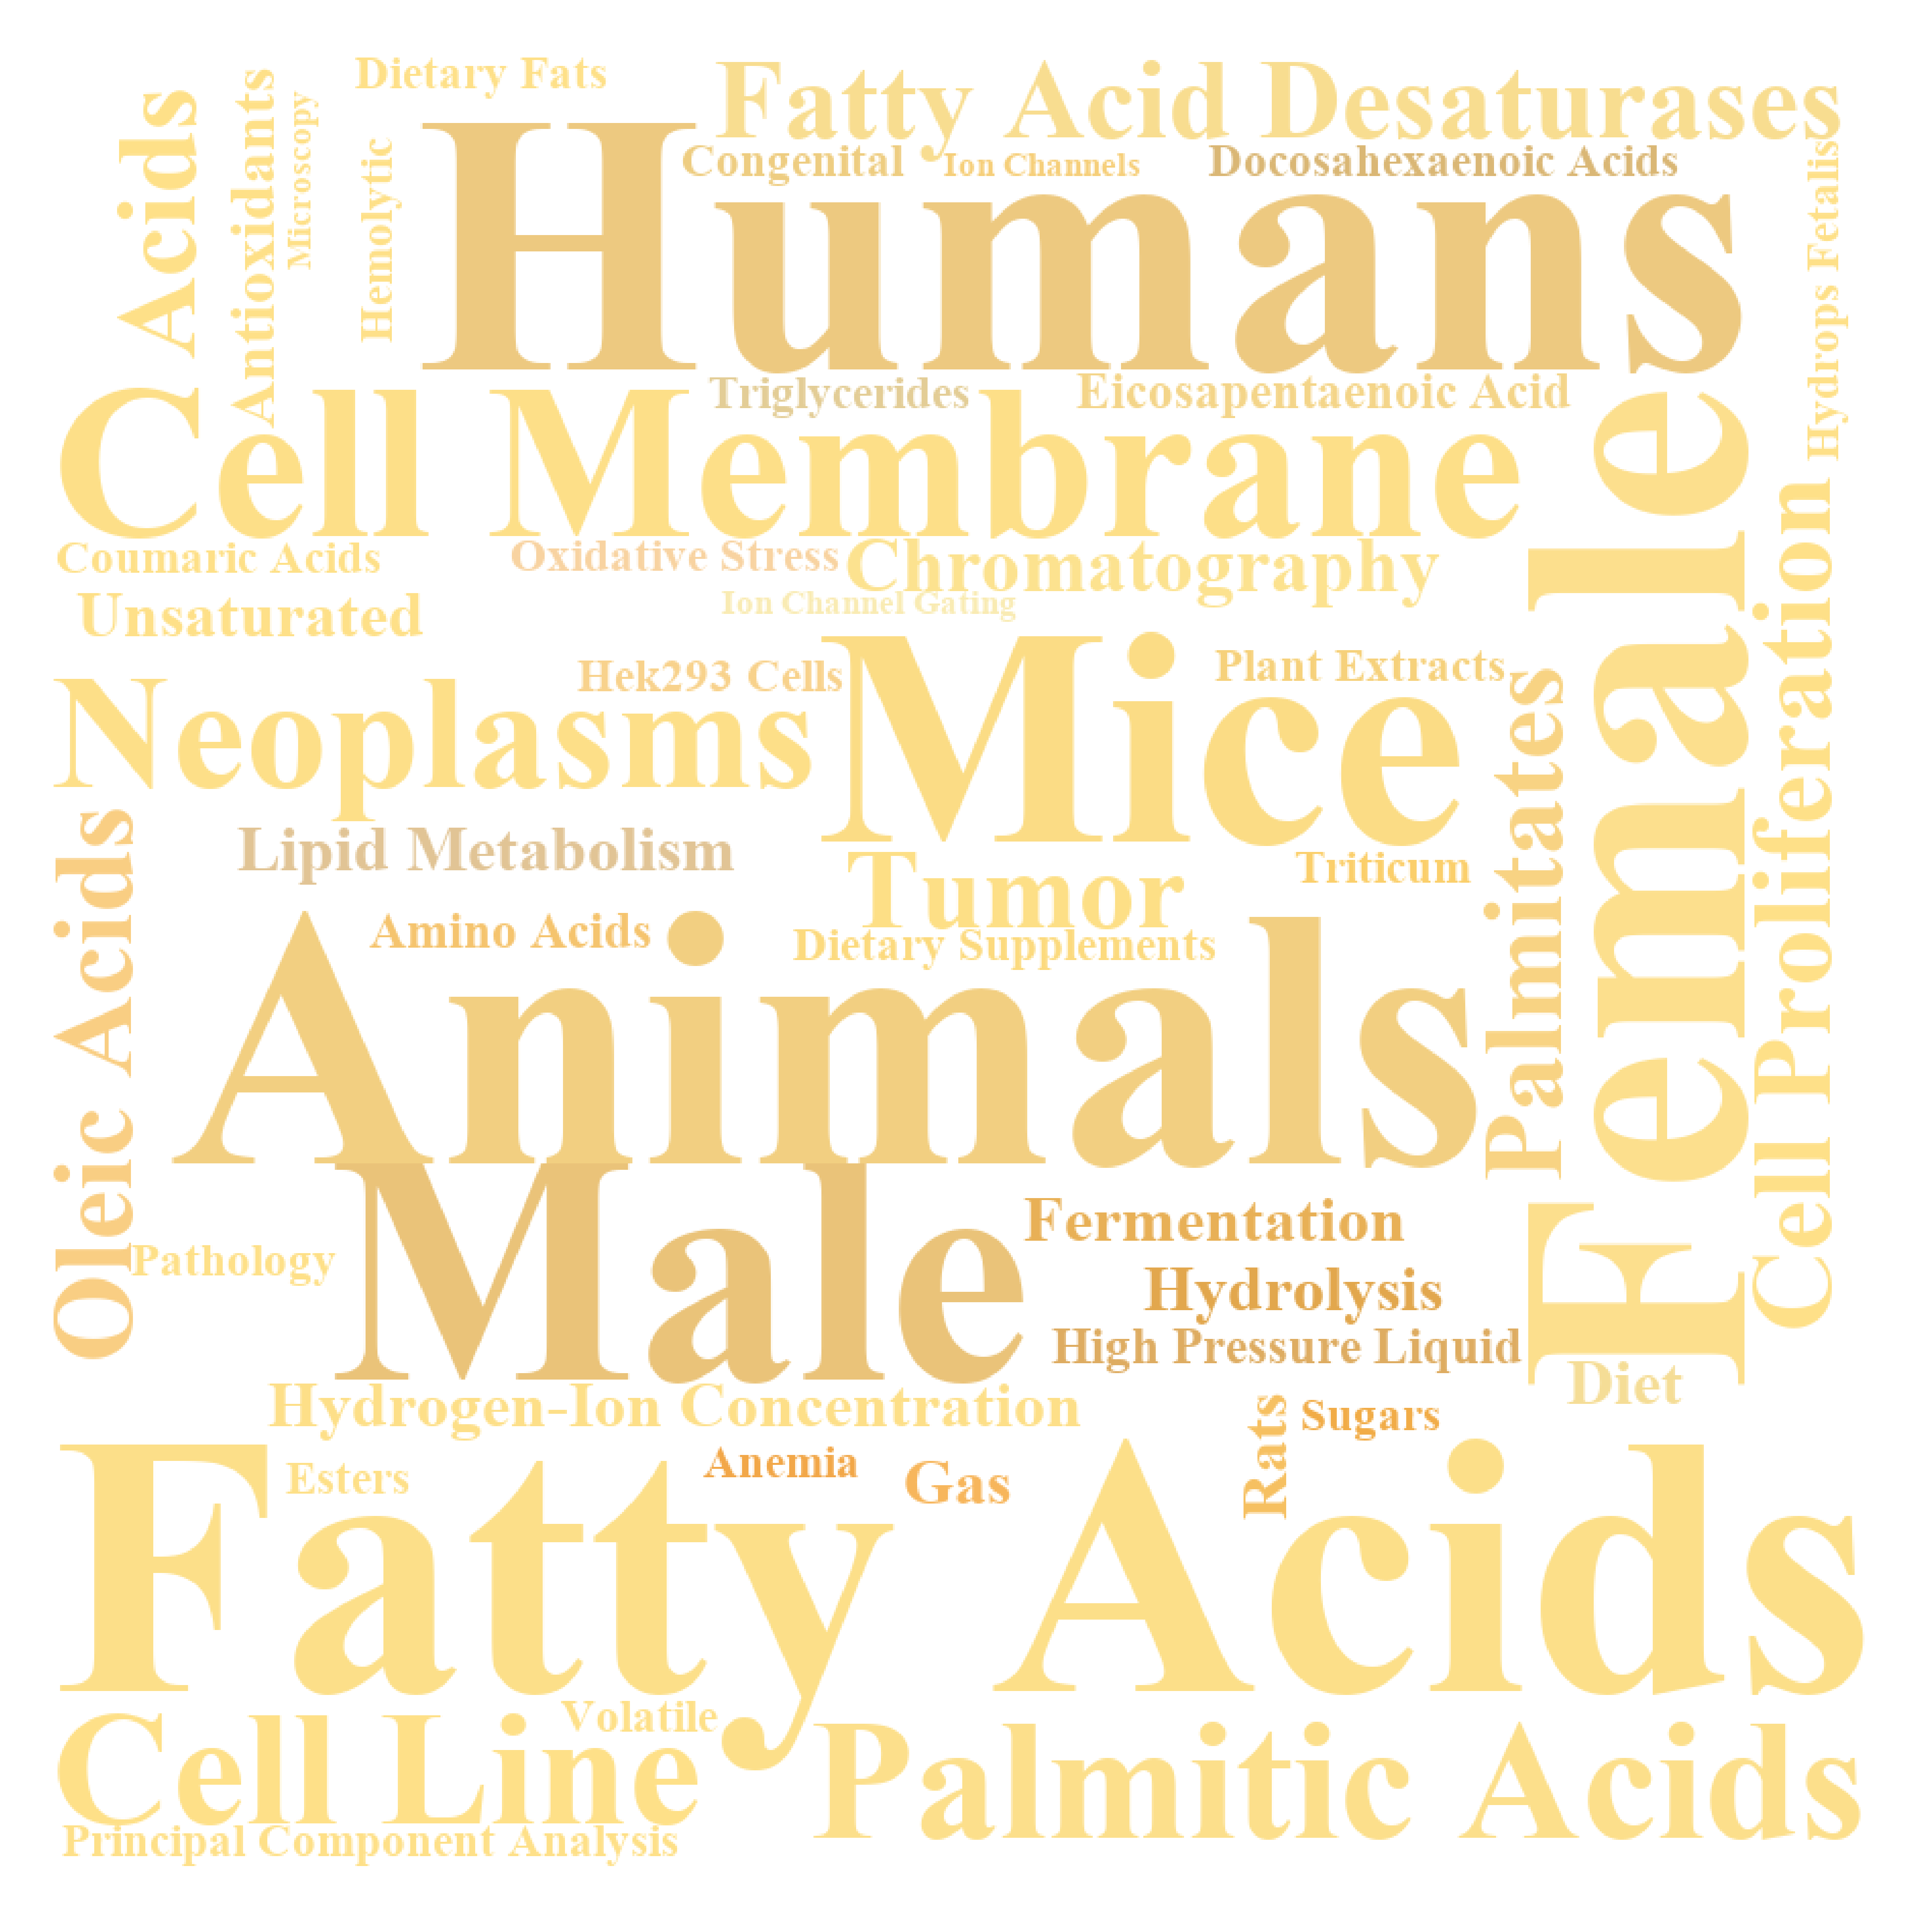 Dietary Fats
Fatty Acid Desaturases
Acids
Antioxidants
Microscopy
Hemolytic
Humans
Congenital
Ion Channels
Docosahexaenoic Acids
Hydrops Fetalis
Triglycerides
Eicosapentaenoic Acid
Cell Membrane
Female
Coumaric Acids
Oxidative Stress
Chromatography
Cell Proliferation
Unsaturated
Ion Channel Gating
Hek293 Cells
Mice
Plant Extracts
Neoplasms
Palmitates
Lipid Metabolism
Tumor
Triticum
Oleic Acids
Amino Acids
Dietary Supplements
Animals
Male
Fermentation
Pathology
Hydrolysis
High Pressure Liquid
Diet
Hydrogen-Ion Concentration
Rats
Sugars
Anemia
Gas
Esters
Fatty Acids
Volatile
Cell Line
Palmitic Acids
Principal Component Analysis